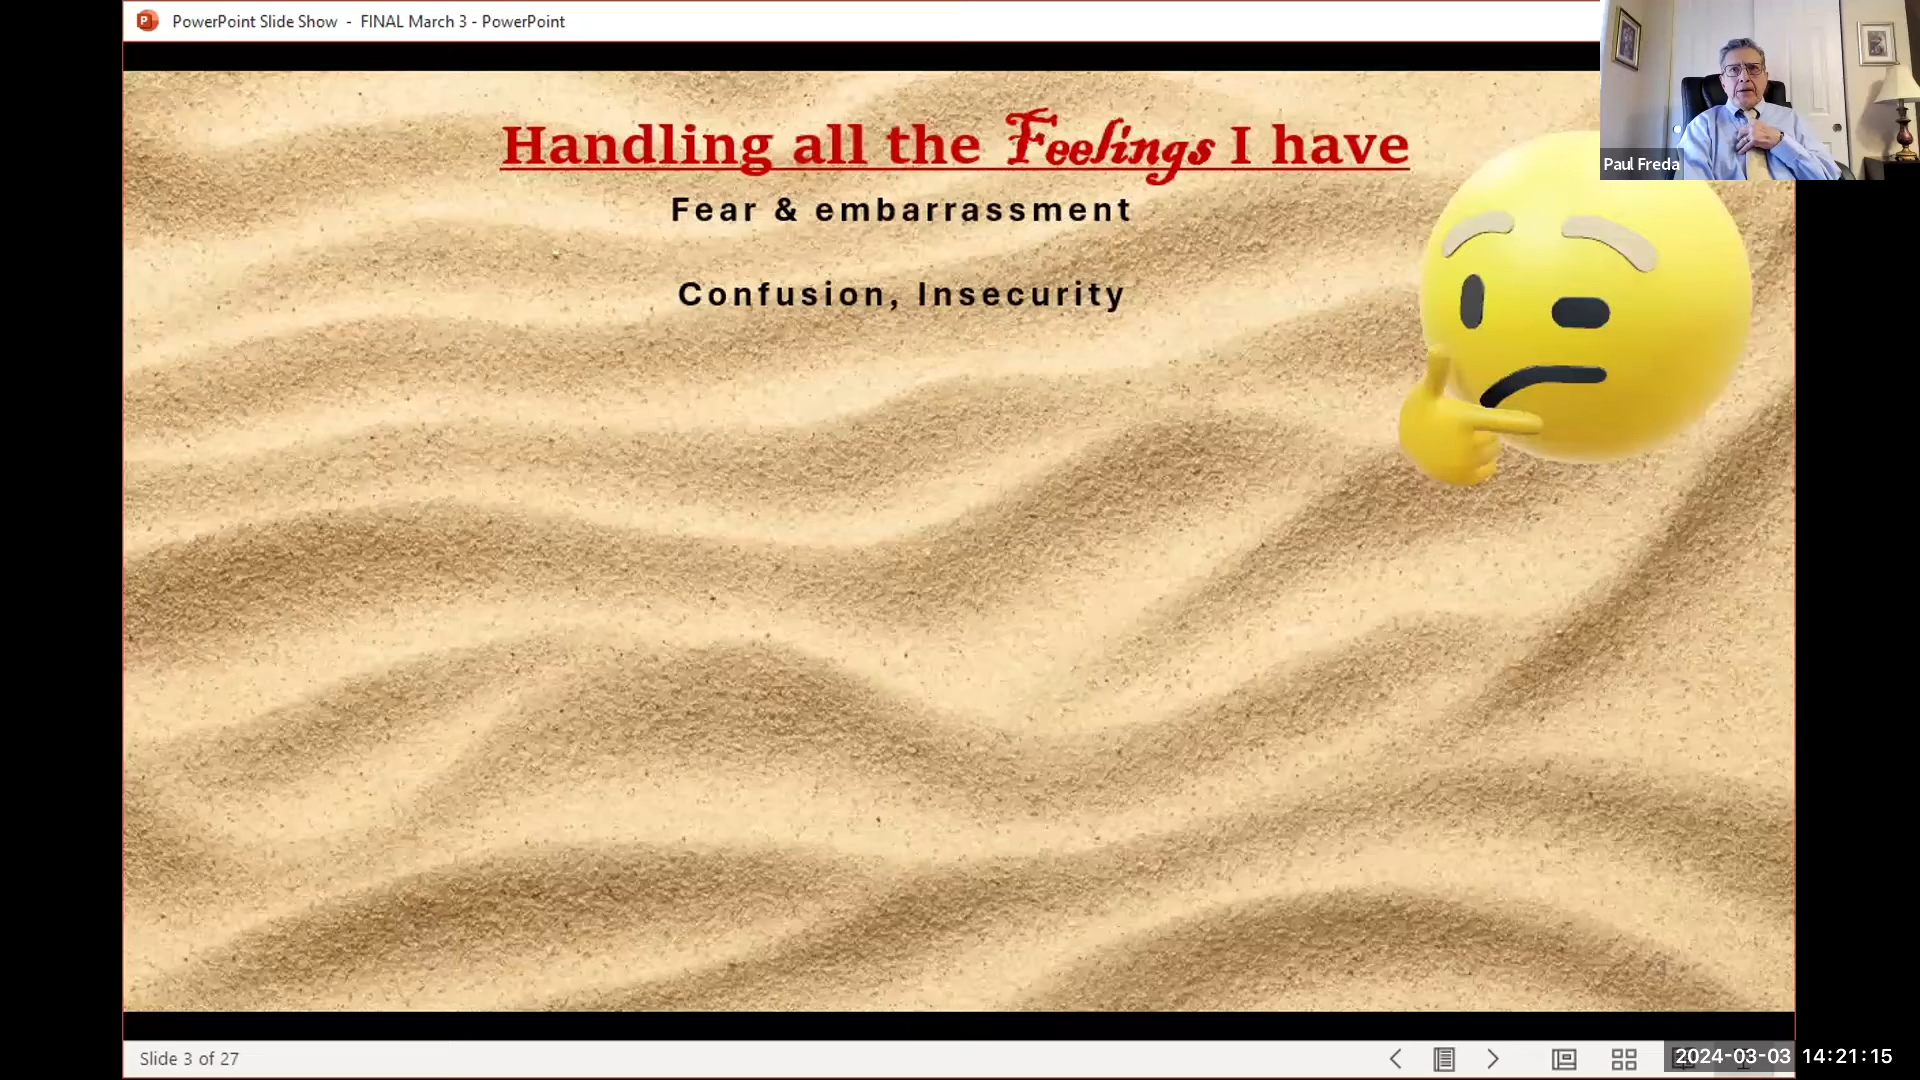 PowerPoint Slide Show - FINAL March 3 - PowerPoint
Paul Freda
Handling all the Feelings I have
Fear & embarrassment
Confusion, Insecurity
Slide 3 of 27
2024-03-03 14:21:15